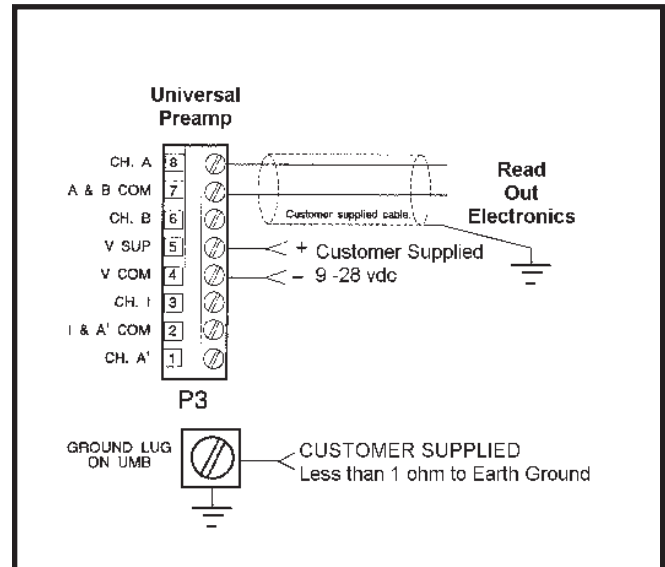 Universal
Preamp
CH. A 8
A & B COM 7
CH. B 6
V SUP 5
V COM 4
CH. I 3
I & A' COM 2
CH. A' 1
P3
Customer supplied cable.
Read
Out
Electronics
+ Customer Supplied
– 9 -28 vdc
GROUND LUG
ON UMB
CUSTOMER SUPPLIED
Less than 1 ohm to Earth Ground